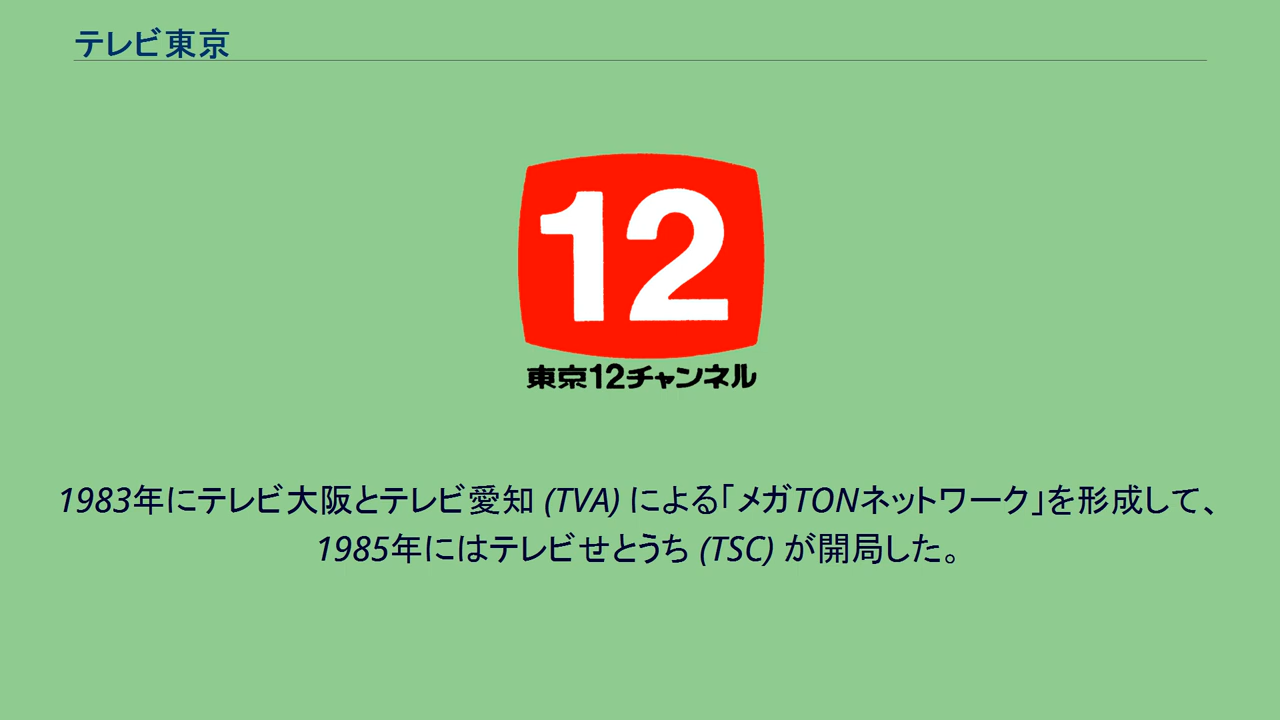 テレビ東京
12
東京12チャンネル
1983年にテレビ大阪とテレビ愛知 (TVA) による「メガTONネットワーク」を形成して、
1985年にはテレビせとうち (TSC) が開局した。